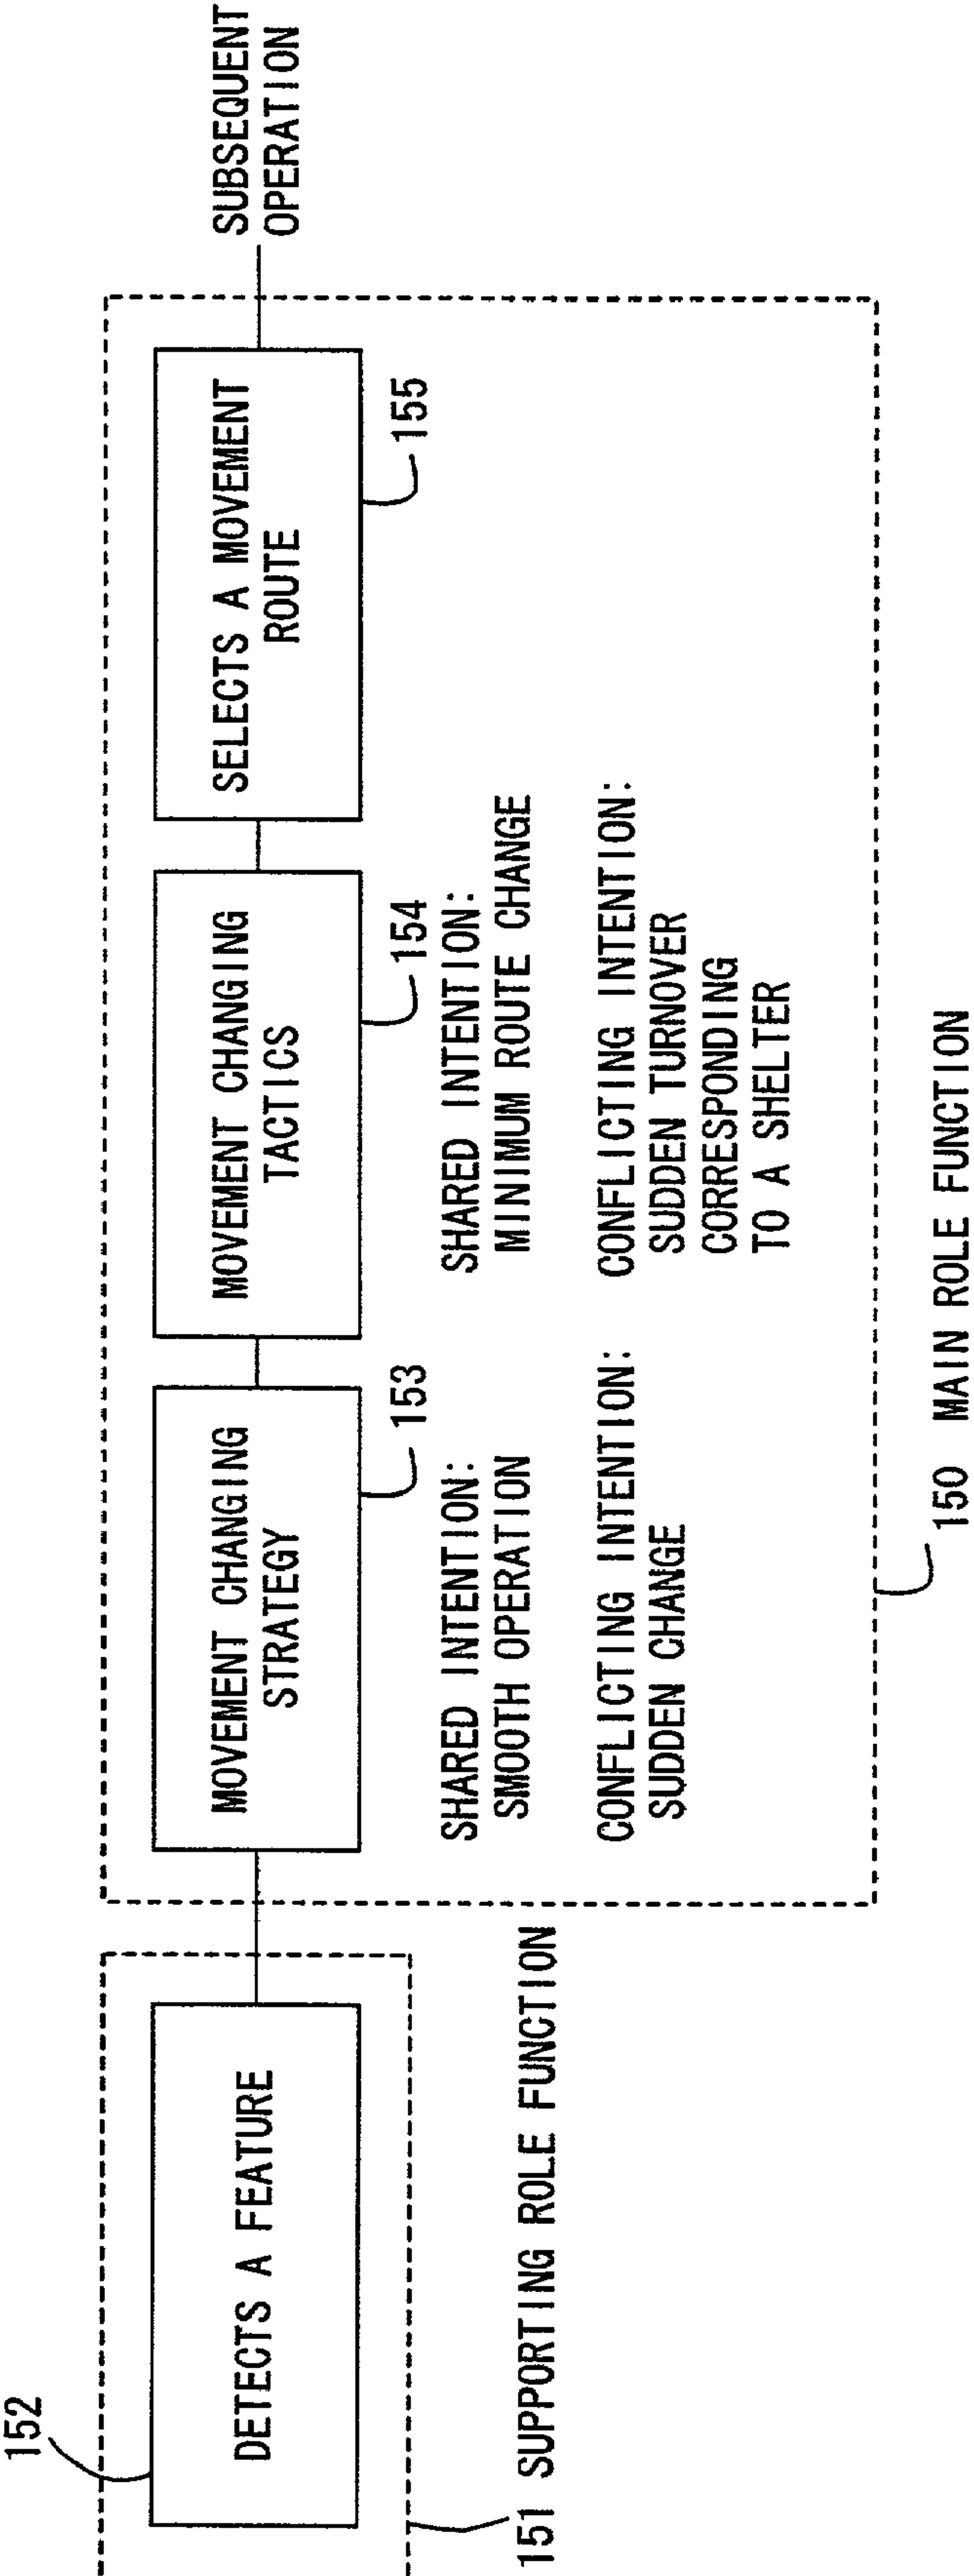 152
DETECTS A FEATURE
151 SUPPORTING ROLE FUNCTION
MOVEMENT CHANGING
STRATEGY
153
SHARED INTENTION:
SMOOTH OPERATION
CONFLICTING INTENTION:
SUDDEN CHANGE
MOVEMENT CHANGING
TACTICS
154
SHARED INTENTION:
MINIMUM ROUTE CHANGE
CONFLICTING INTENTION:
SUDDEN TURNOVER
CORRESPONDING
TO A SHELTER
SELECTS A MOVEMENT
ROUTE
155
SUBSEQUENT
OPERATION
150 MAIN ROLE FUNCTION